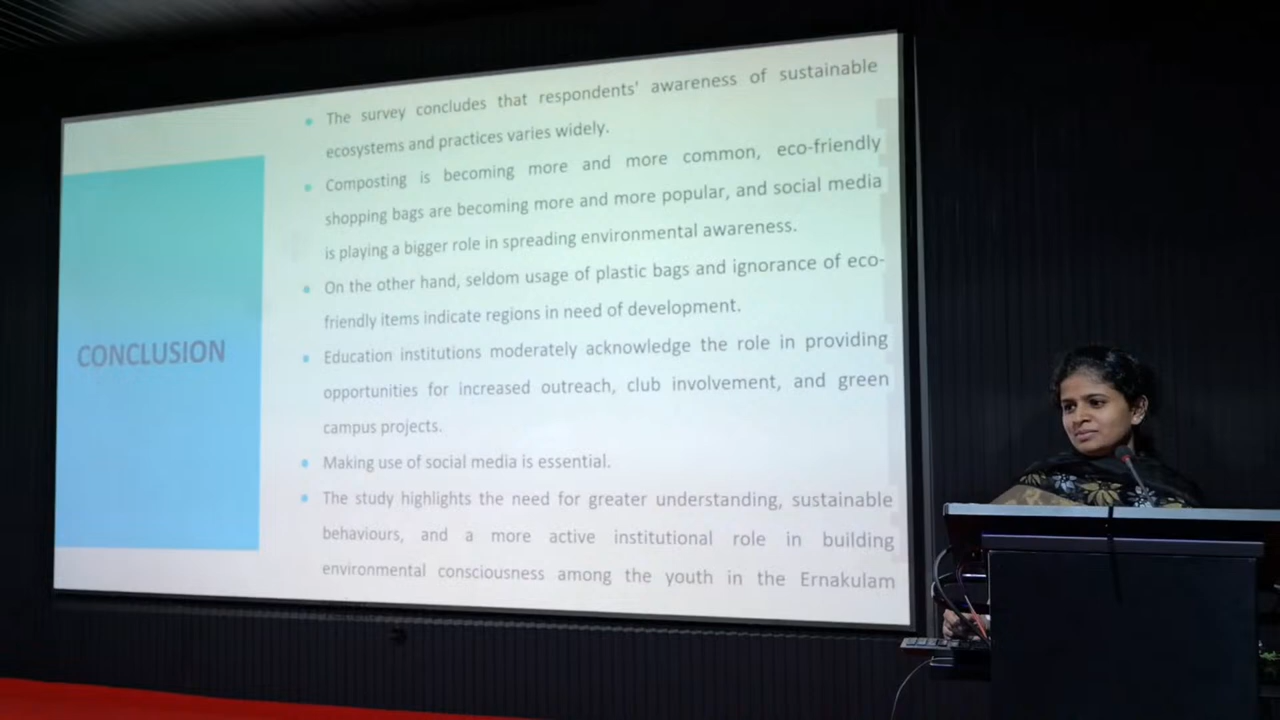 CONCLUSION
The survey concludes that respondents' awareness of sustainable
ecosystems and practices varies widely.
Composting is becoming more and more common, eco-friendly
shopping bags are becoming more and more popular, and social media
is playing a bigger role in spreading environmental awareness.
On the other hand, seldom usage of plastic bags and ignorance of eco-
friendly items indicate regions in need of development.
Education institutions moderately acknowledge the role in providing
opportunities for increased outreach, club involvement, and green
campus projects.
Making use of social media is essential.
The study highlights the need for greater understanding, sustainable
behaviours, and a more active institutional role in building
environmental consciousness among the youth in the Ernakulam